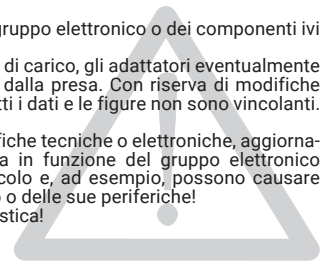 gruppo elettronico o dei componenti ivi
di carico, gli adattatori eventualmente
dalla presa. Con riserva di modifiche
tti i dati e le figure non sono vincolanti.
fiche tecniche o elettroniche, aggiorna-
a in funzione del gruppo elettronico
colo e, ad esempio, possono causare
o delle sue periferiche!
stica!